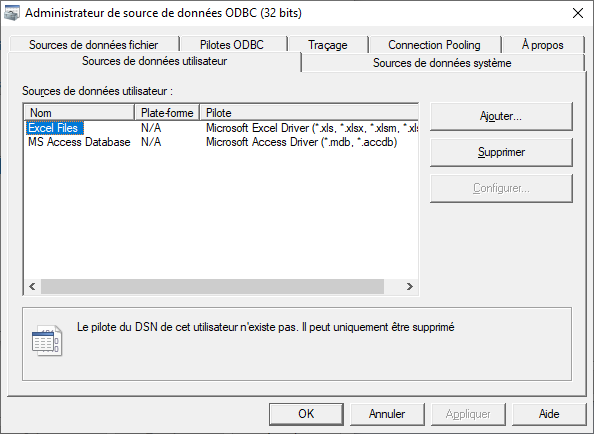 Administrateur de source de données ODBC (32 bits)
Sources de données fichier Pilotes ODBC Traçage Connection Pooling À propos
Sources de données utilisateur Sources de données système
Sources de données utilisateur :
Nom Plate-forme Pilote
Excel Files N/A Microsoft Excel Driver (*.xls, *.xlsx, *.xlsm, *.xls
MS Access Database N/A Microsoft Access Driver (*.mdb, *.accdb)
Ajouter...
Supprimer
Configurer...
Le pilote du DSN de cet utilisateur n'existe pas. Il peut uniquement être supprimé
OK Annuler Appliquer Aide